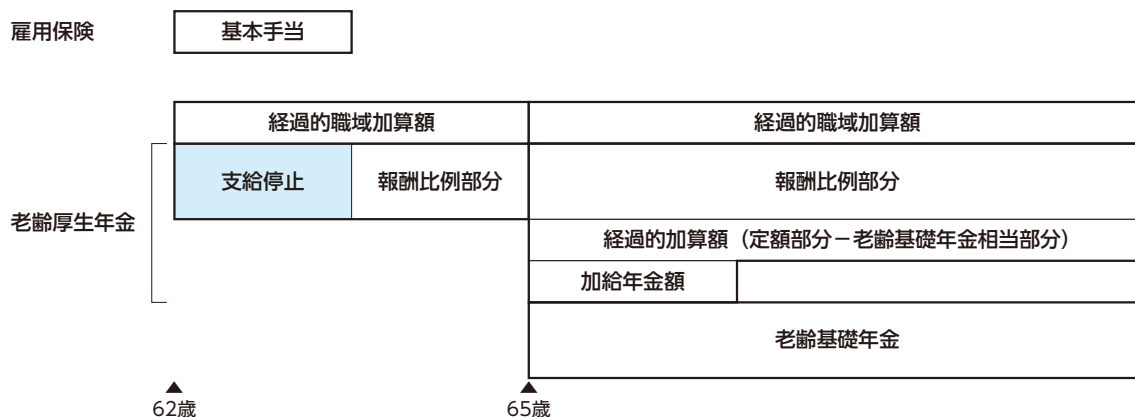 雇用保険
基本手当
経過的職域加算額
経過的職域加算額
老齢厚生年金
支給停止
報酬比例部分
報酬比例部分
経過的加算額（定額部分－老齢基礎年金相当部分）
加給年金額
老齢基礎年金
62歳
65歳